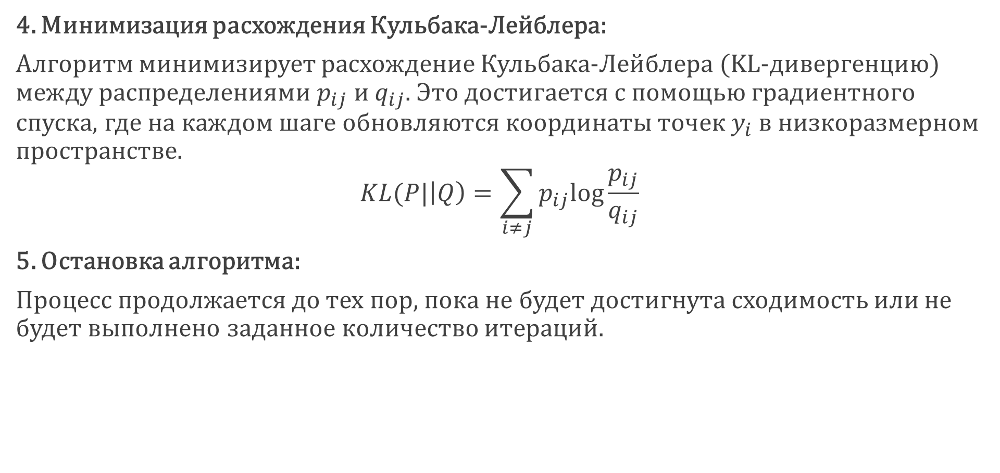 4. Минимизация расхождения Кульбака-Лейблера:
Алгоритм минимизирует расхождение Кульбака-Лейблера (KL-дивергенцию)
между распределениями p_{ij} и q_{ij}. Это достигается с помощью градиентного
спуска, где на каждом шаге обновляются координаты точек y_i в низкоразмерном
пространстве.
KL(P||Q) = \sum_{i≠j} p_{ij} log \frac{p_{ij}}{q_{ij}}
5. Остановка алгоритма:
Процесс продолжается до тех пор, пока не будет достигнута сходимость или не
будет выполнено заданное количество итераций.